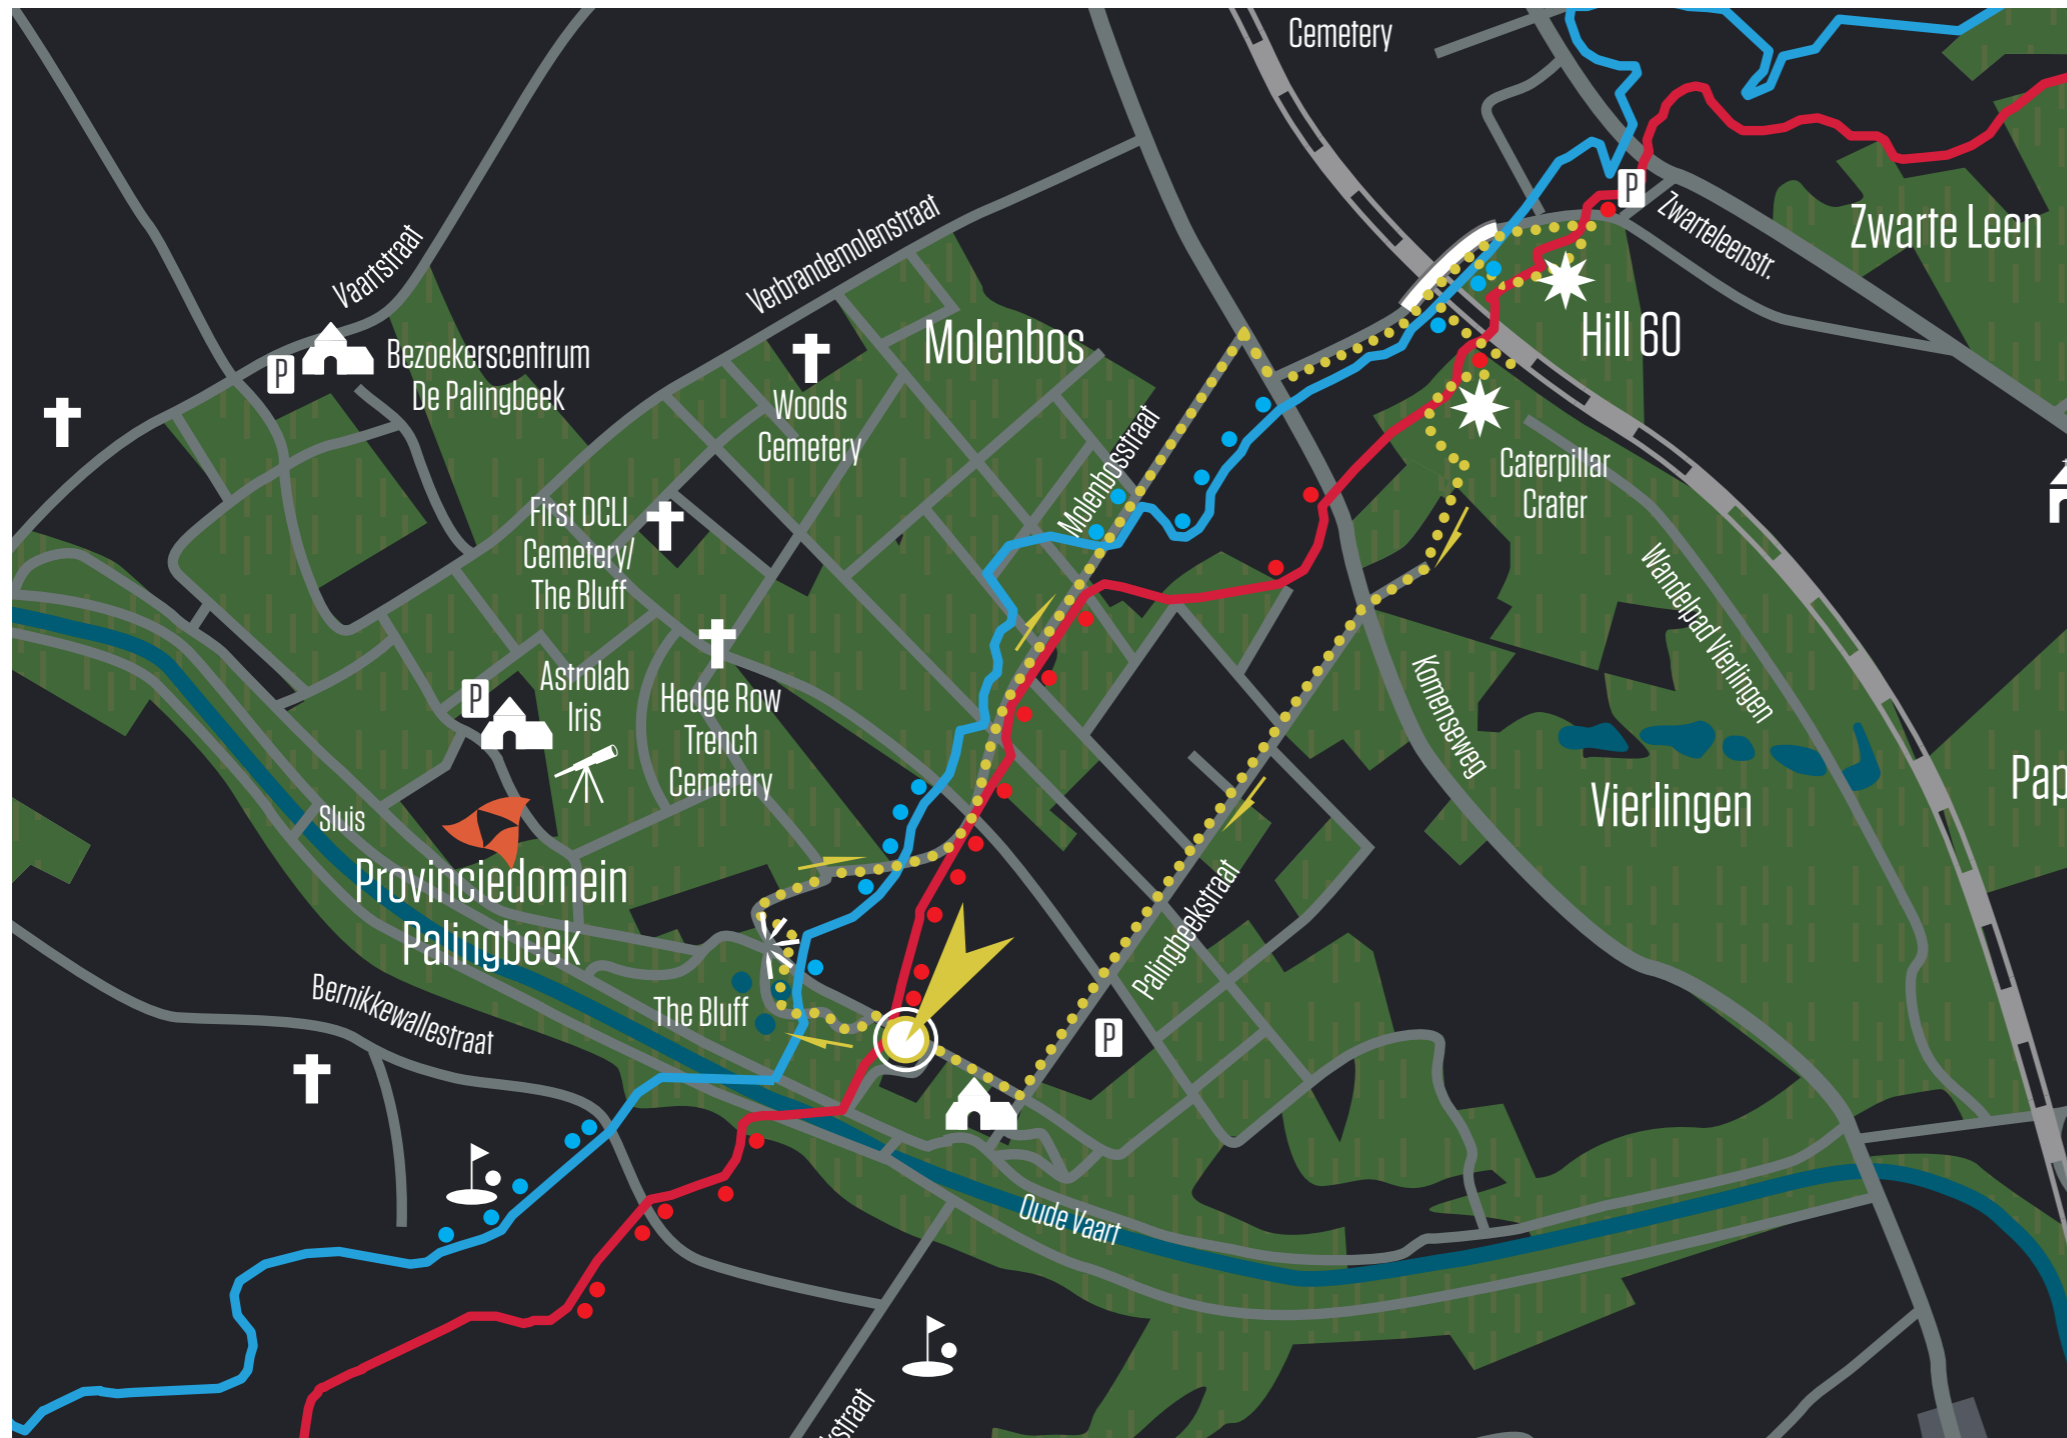 Cemetery
Zwarte Leen
Zwarteleenstr.
Vaartstraat
Verbrandemolenstraat
P
Hill 60
Molenbos
Bezoekerscentrum
De Palingbeek
P
Woods
Cemetery
Molenbosstraat
Caterpillar
Crater
First DCLI
Cemetery/
The Bluff
Wandelpad Vierlingen
Astrolab
Iris
P
Hedge Row
Trench
Cemetery
Komenseweg
Vierlingen
Pap
Sluis
Provinciedomein
Palingbeek
Palingbeekstraat
The Bluff
Bernikkewallestraat
P
Oude Vaart
straat